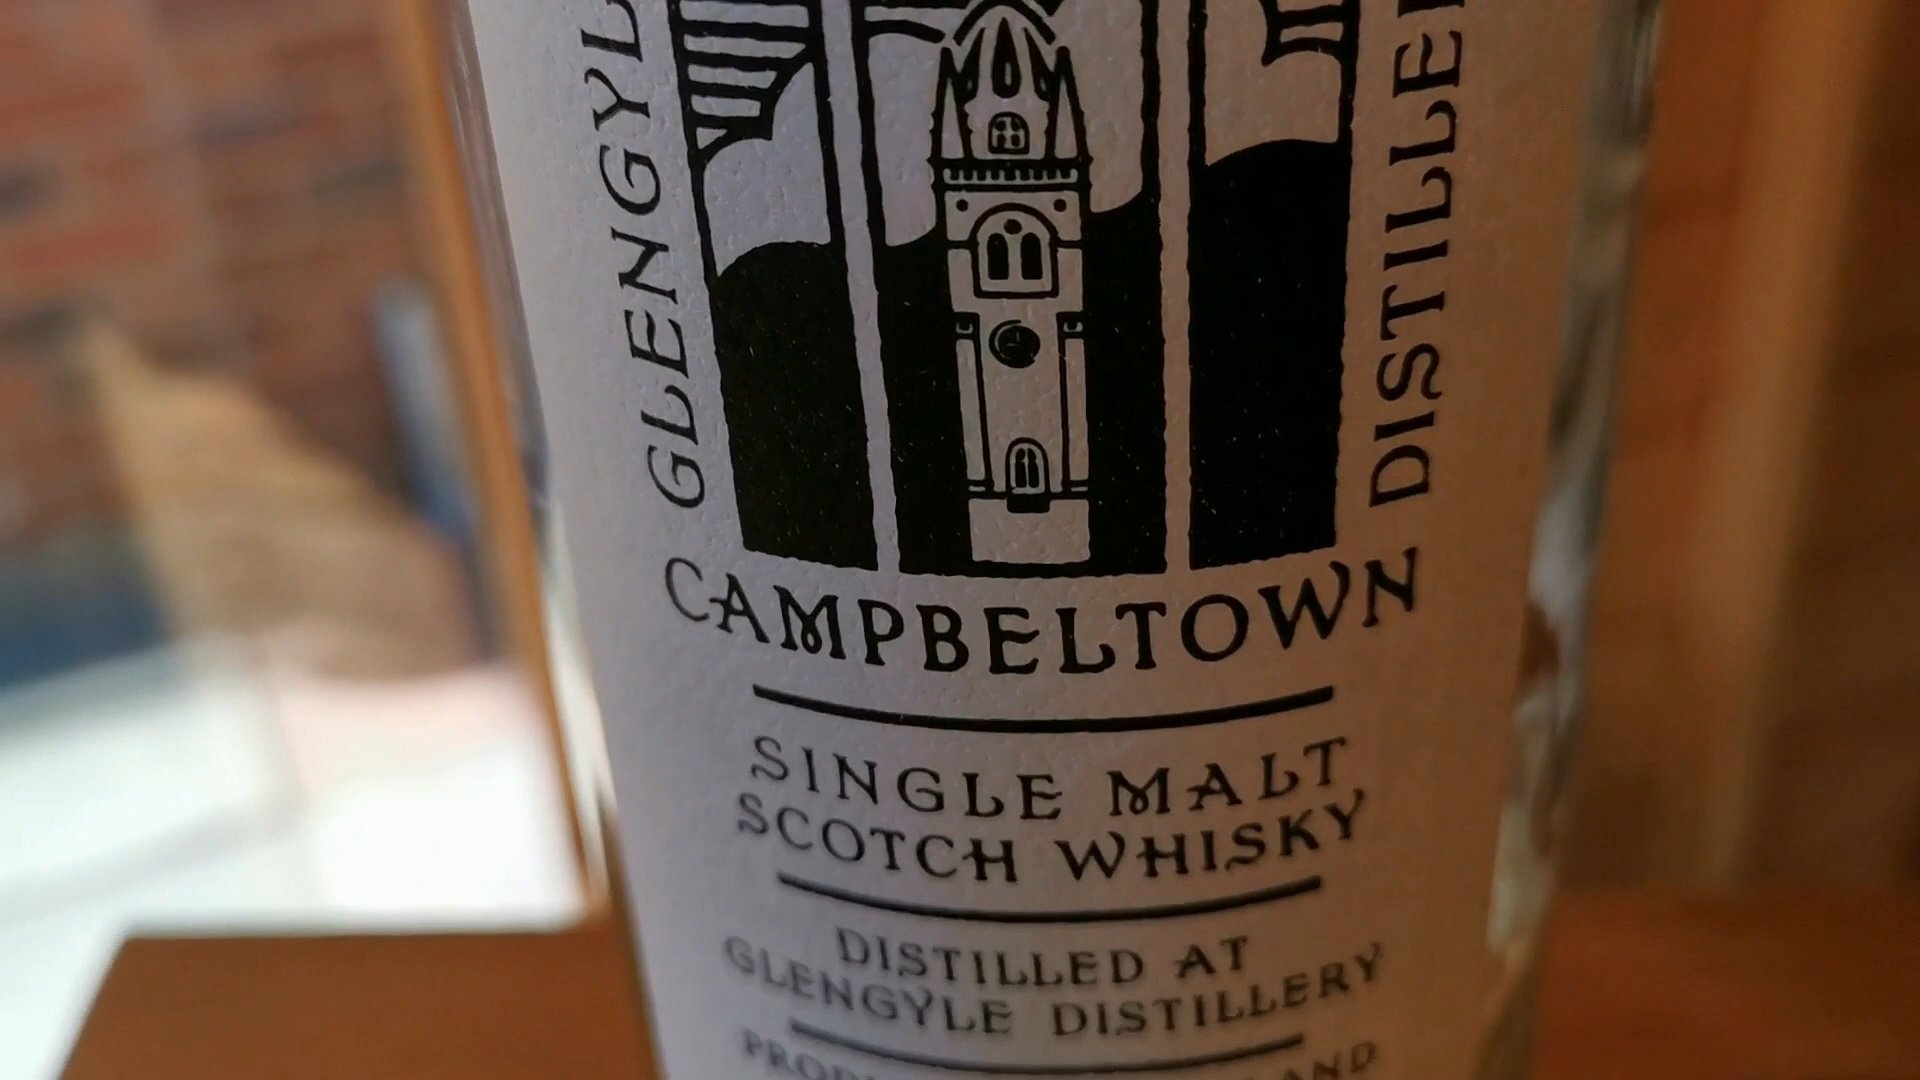 GLENGYL
DISTILLE
CAMPBELTOWN
SINGLE MALT
SCOTCH WHISKY
DISTILLED AT
GLENGYLE DISTILLERY